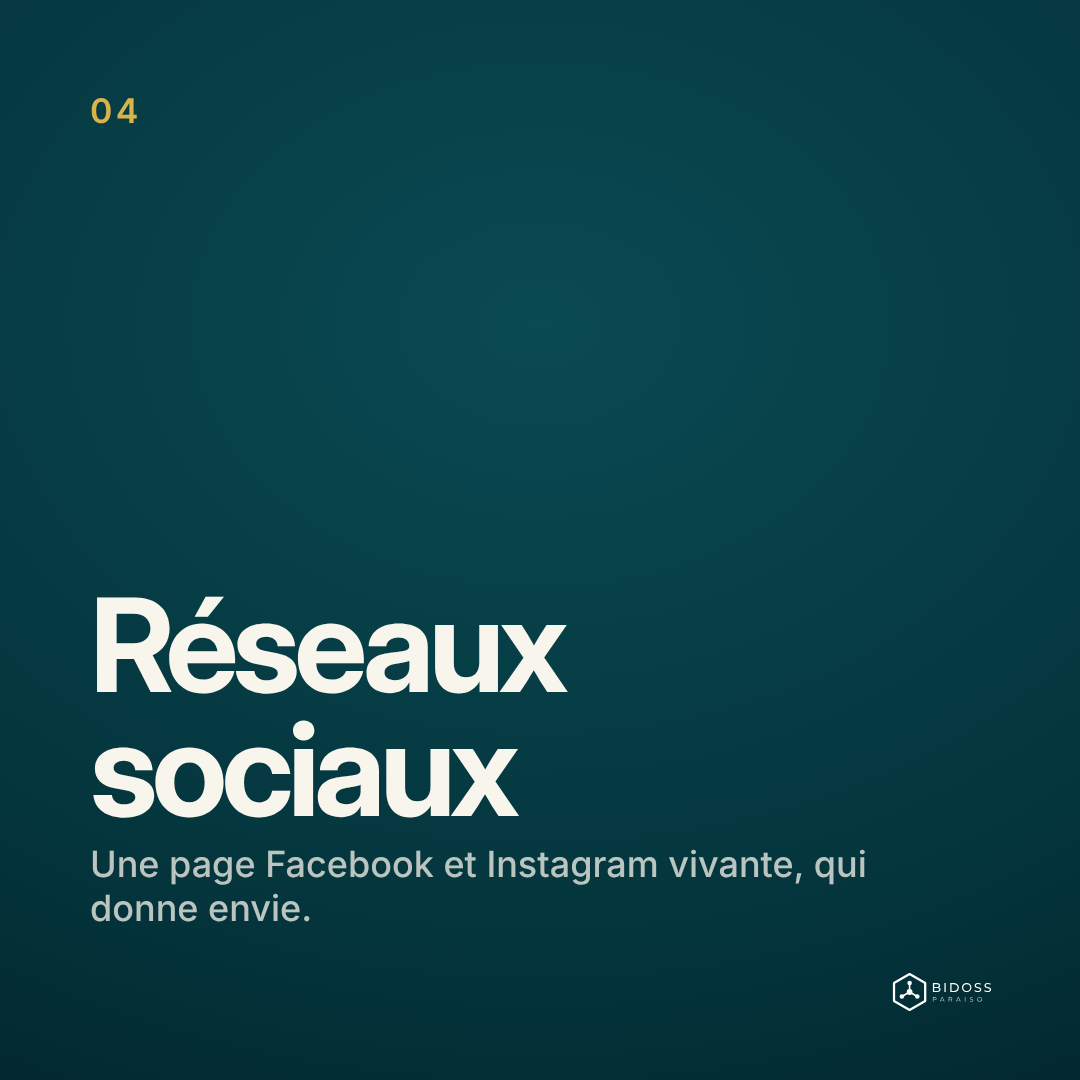 04
Réseaux
sociaux
Une page Facebook et Instagram vivante, qui
donne envie.
BIDOSS
PARAISO